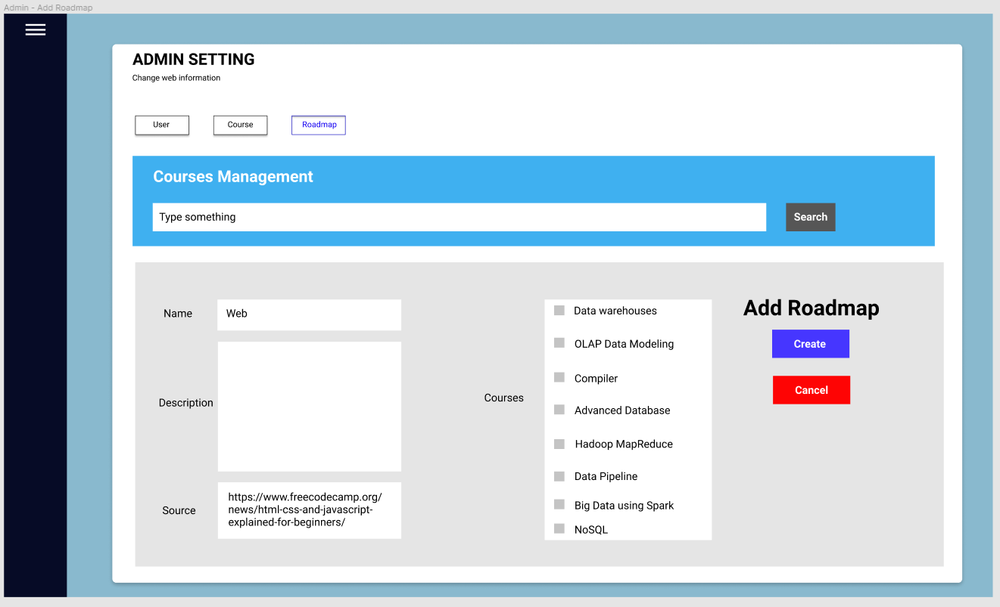 Admin - Add Roadmap
ADMIN SETTING
Change web information
User
Course
Roadmap
Courses Management
Type something
Search
Name
Web
Description
Source
https://www.freecodecamp.org/
news/html-css-and-javascript-
explained-for-beginners/
Courses
Data warehouses
OLAP Data Modeling
Compiler
Advanced Database
Hadoop MapReduce
Data Pipeline
Big Data using Spark
NoSQL
Add Roadmap
Create
Cancel